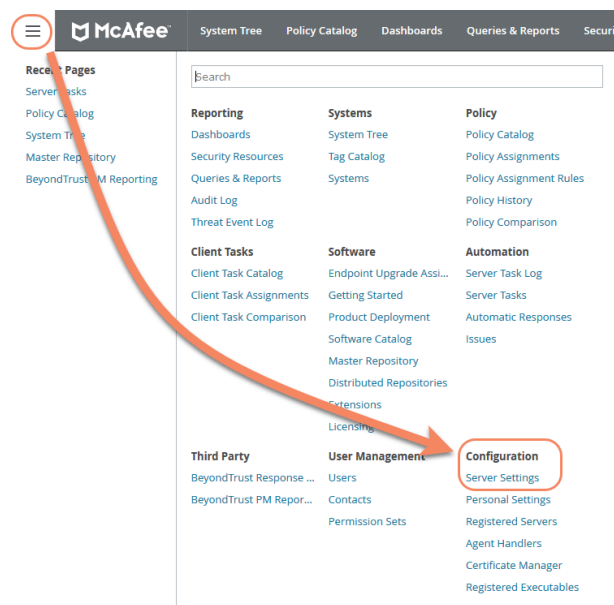 McAfee™
System Tree Policy Catalog Dashboards Queries & Reports
Recent Pages
Server Tasks
Policy Catalog
System Tree
Master Repository
BeyondTrust PM Reporting
Search
Reporting
Dashboards
Security Resources
Queries & Reports
Audit Log
Threat Event Log
Systems
System Tree
Tag Catalog
Systems
Policy
Policy Catalog
Policy Assignments
Policy Assignment Rules
Policy History
Policy Comparison
Client Tasks
Client Task Catalog
Client Task Assignments
Client Task Comparison
Software
Endpoint Upgrade Assi...
Getting Started
Product Deployment
Software Catalog
Master Repository
Distributed Repositories
Extensions
Licensing
Automation
Server Task Log
Server Tasks
Automatic Responses
Issues
Third Party
BeyondTrust Response ...
BeyondTrust PM Repor...
User Management
Users
Contacts
Permission Sets
Configuration
Server Settings
Personal Settings
Registered Servers
Agent Handlers
Certificate Manager
Registered Executables